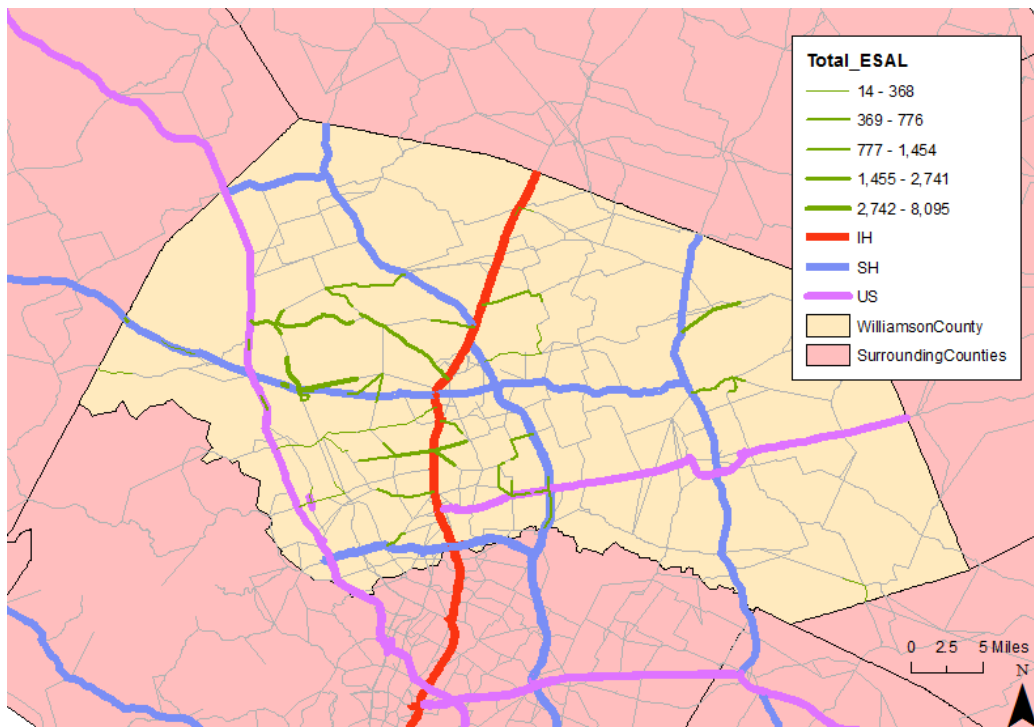 Total_ESAL
14 - 368
369 - 776
777 - 1,454
1,455 - 2,741
2,742 - 8,095
IH
SH
US
WilliamsonCounty
SurroundingCounties
0 2.5 5 Miles
N